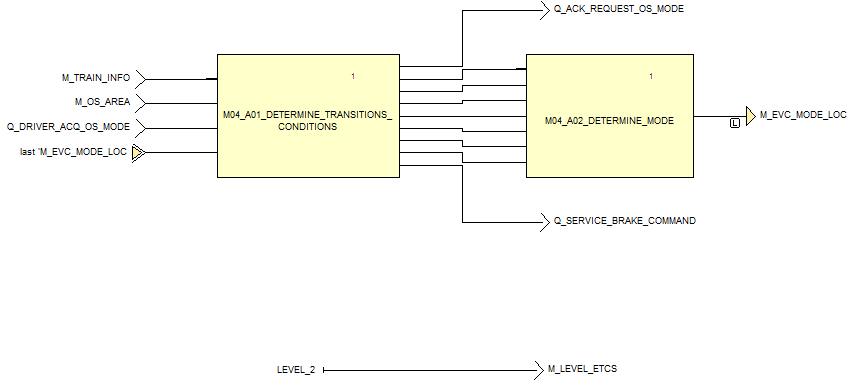 Q_ACK_REQUEST_OS_MODE
1
1
M_TRAIN_INFO
M_OS_AREA
M04_A01_DETERMINE_TRANSITIONS_
CONDITIONS
M04_A02_DETERMINE_MODE
L
M_EVC_MODE_LOC
Q_DRIVER_ACQ_OS_MODE
last 'M_EVC_MODE_LOC
Q_SERVICE_BRAKE_COMMAND
LEVEL_2
M_LEVEL_ETCS